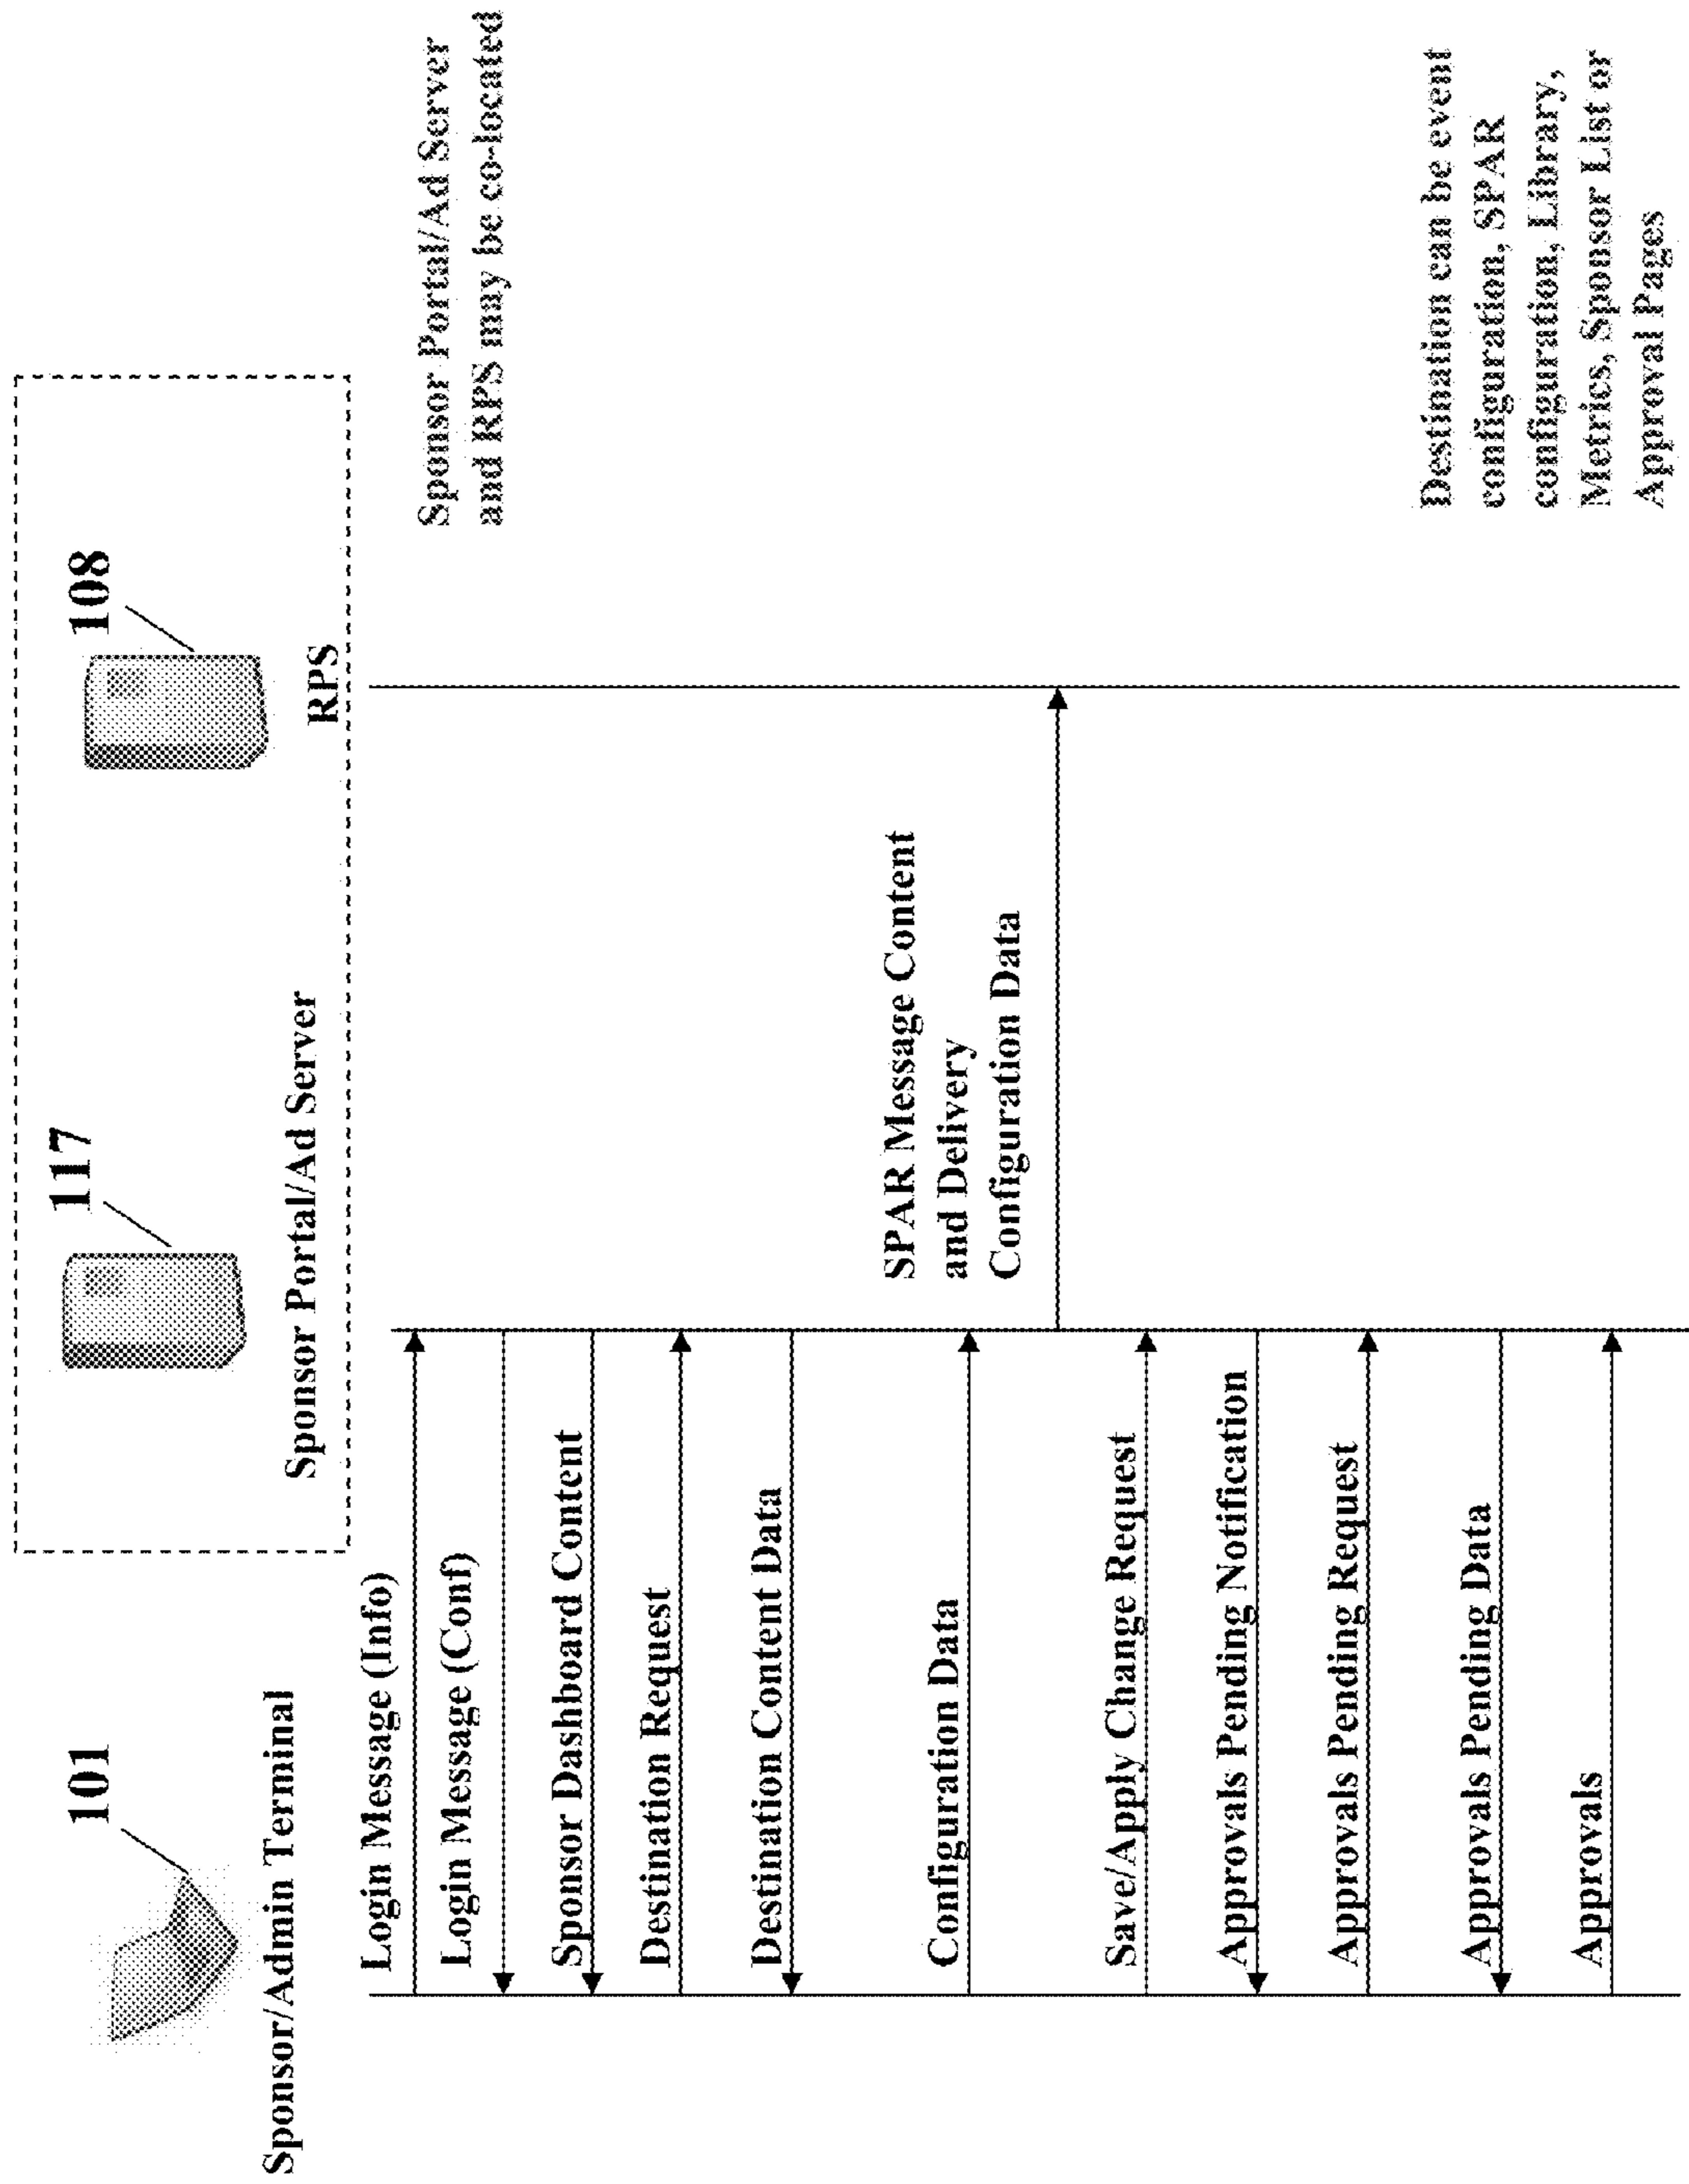 101
Sponsor/Admin Terminal
117
Sponsor Portal/Ad Server
108
RPS
Sponsor Portal/Ad Server
and RPS may be co-located
Login Message (Info)
Login Message (Conf)
Sponsor Dashboard Content
Destination Request
Destination Content Data
SPAR Message Content
and Delivery
Configuration Data
Configuration Data
Save/Apply Change Request
Approvals Pending Notification
Approvals Pending Request
Approvals Pending Data
Approvals
Destination can be event
configuration, SPAR
configuration, Library,
Metrics, Sponsor List or
Approval Pages